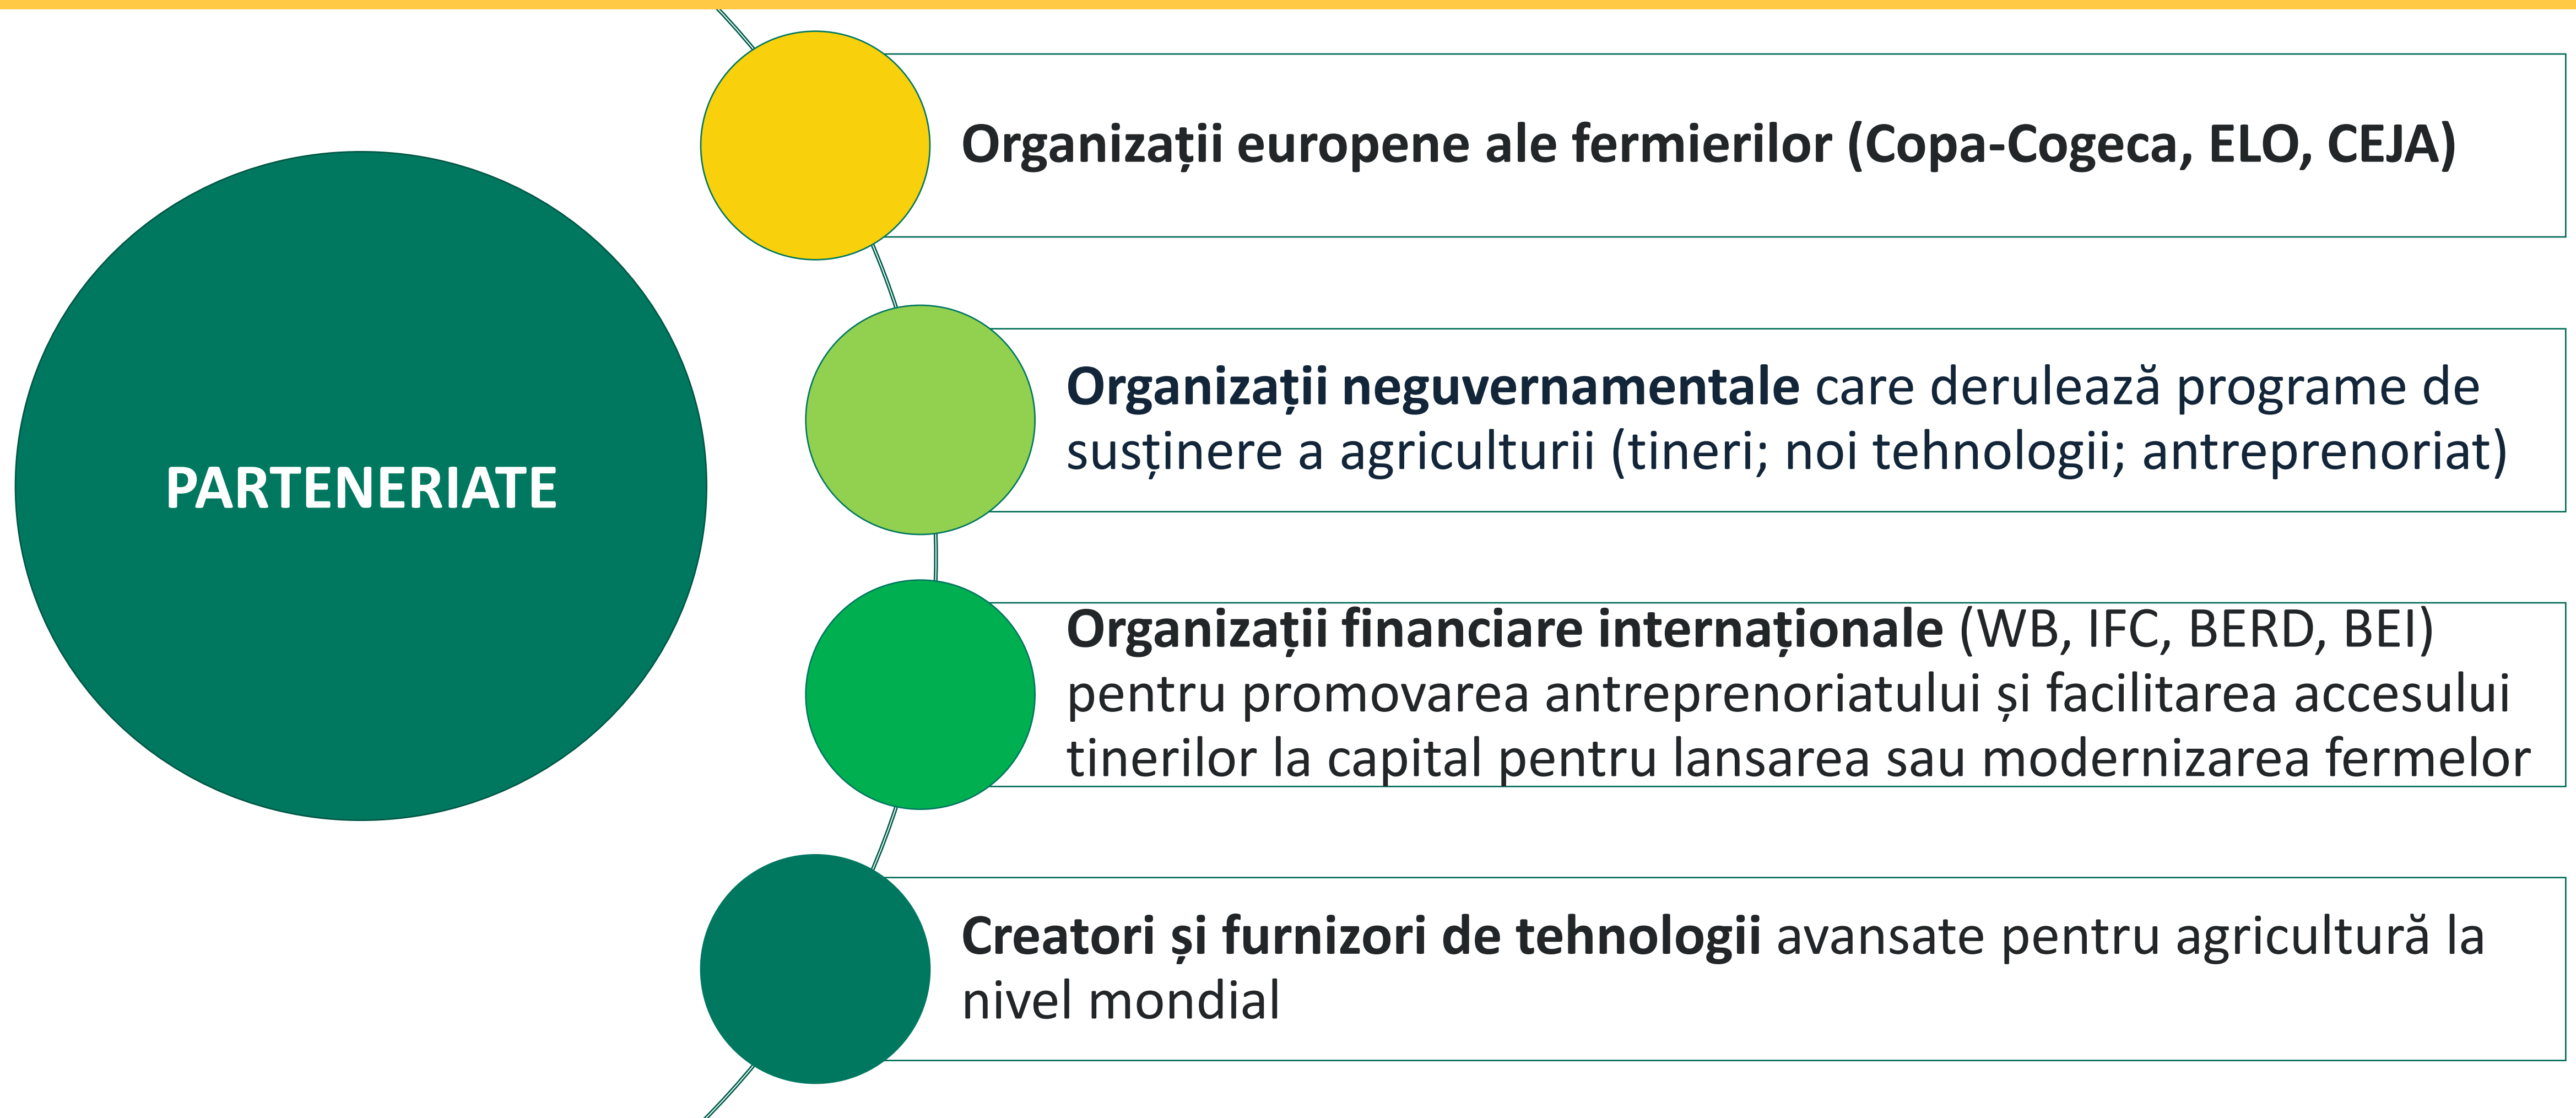 PARTENERIATE
Organizații europene ale fermierilor (Copa-Cogeca, ELO, CEJA)
Organizații neguvernamentale care derulează programe de
susținere a agriculturii (tineri; noi tehnologii; antreprenoriat)
Organizații financiare internaționale (WB, IFC, BERD, BEI)
pentru promovarea antreprenoriatului și facilitarea accesului
tinerilor la capital pentru lansarea sau modernizarea fermelor
Creatori și furnizori de tehnologii avansate pentru agricultură la
nivel mondial